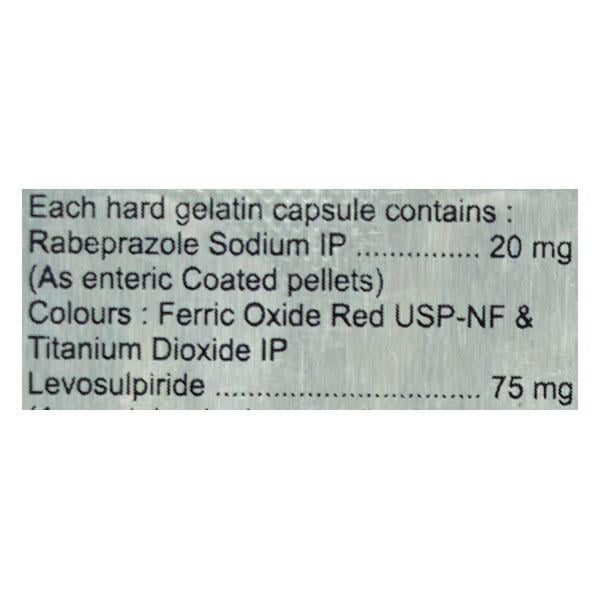 Each hard gelatin capsule contains :
Rabeprazole Sodium IP ............... 20 mg
(As enteric Coated pellets)
Colours : Ferric Oxide Red USP-NF &
Titanium Dioxide IP
Levosulpiride ................................ 75 mg